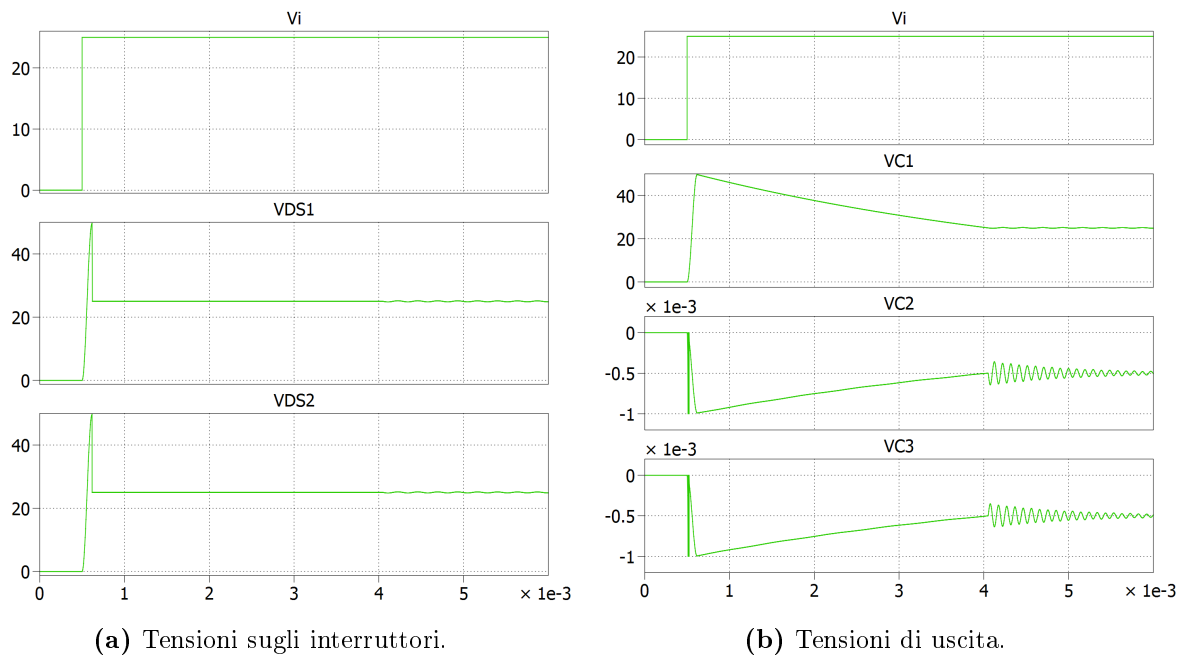 Vi
20
10
0
VDS1
40
20
0
VDS2
40
20
0
0 1 2 3 4 5 × 1e-3
(a) Tensioni sugli interruttori.
Vi
20
10
0
VC1
40
20
0
× 1e-3
VC2
0
-0.5
-1
× 1e-3
VC3
0
-0.5
-1
0 1 2 3 4 5 × 1e-3
(b) Tensioni di uscita.